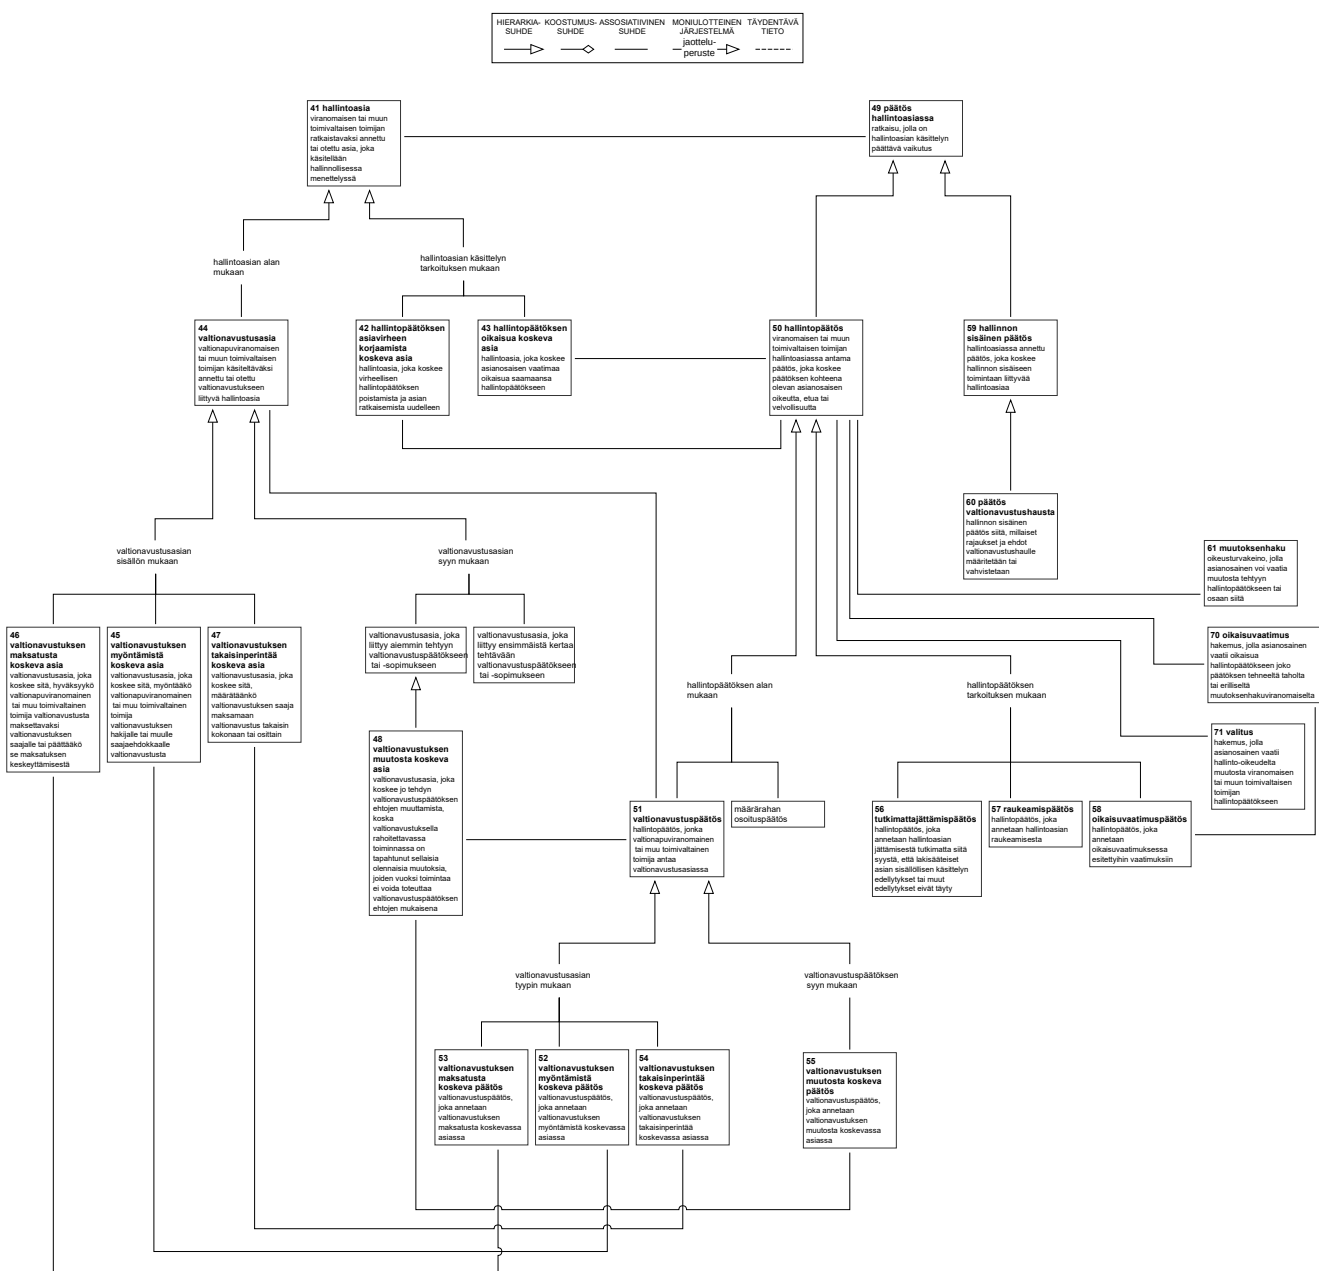 HIERARKIA-
SUHDE
KOOSTUMUS-
SUHDE
ASSOSIATIIVINEN
SUHDE
MONIULOTTEINEN
JÄRJESTELMÄ
jaottelu-
peruste
TÄYDENTÄVÄ
TIETO
41 hallintoasia
viranomaisen tai muun
toimivaltaisen toimijan
ratkaistavaksi annettu
tai otettu asia, joka
käsitellään
hallinnollisessa
menettelyssä
49 päätös
hallintoasiassa
ratkaisu, jolla on
hallintoasian käsittelyn
päättävä vaikutus
hallintoasian alan
mukaan
hallintoasian käsittelyn
tarkoituksen mukaan
44
valtionavustusasia
valtionapuviranomaisen
tai muun toimivaltaisen
toimijan käsiteltäväksi
annettu tai otettu
valtionavustukseen
liittyvä hallintoasia
42 hallintopäätöksen
asiavirheen
korjaamista
koskeva asia
hallintoasia, joka koskee
virheellisen
hallintopäätöksen
poistamista ja asian
ratkaisemista uudelleen
43 hallintopäätöksen
oikaisua koskeva
asia
hallintoasia, joka koskee
asianosaisen vaatimaa
oikaisua saamaansa
hallintopäätökseen
50 hallintopäätös
viranomaisen tai muun
toimivaltaisen toimijan
hallintoasiassa antama
päätös, joka koskee
päätöksen kohteena
olevan asianosaisen
oikeutta, etua tai
velvollisuutta
59 hallinnon
sisäinen päätös
hallintoasiassa annettu
päätös, joka koskee
hallinnon sisäiseen
toimintaan liittyvää
hallintoasiaa
60 päätös
valtionavustushausta
hallinnon sisäinen
päätös siitä, millaiset
rajaukset ja ehdot
valtionavustushaulle
määritetään tai
vahvistetaan
valtionavustusasian
sisällön mukaan
valtionavustusasian
syyn mukaan
61 muutoksenhaku
oikeusturvakeino, jolla
asianosainen voi vaatia
muutosta tehtyyn
hallintopäätökseen tai
osaan siitä
46
valtionavustuksen
maksatusta
koskeva asia
valtionavustusasia, joka
koskee sitä, hyväksyykö
valtionapuviranomainen
tai muu toimivaltainen
toimija valtionavustusta
maksettavaksi
valtionavustuksen
saajalle tai päättääkö
se maksatuksen
keskeyttämisestä
45
valtionavustuksen
myöntämistä
koskeva asia
valtionavustusasia, joka
koskee sitä, myöntääkö
valtionapuviranomainen
tai muu toimivaltainen
toimija
valtionavustuksen
hakijalle tai muulle
saajaehdokkaalle
valtionavustusta
47
valtionavustuksen
takaisinperintää
koskeva asia
valtionavustusasia, joka
koskee sitä,
määrätäänkö
valtionavustuksen saaja
maksamaan
valtionavustus takaisin
kokonaan tai osittain
valtionavustusasia, joka
liittyy aiemmin tehtyyn
valtionavustuspäätökseen
tai -sopimukseen
valtionavustusasia, joka
liittyy ensimmäistä kertaa
tehtävään
valtionavustuspäätökseen
tai -sopimukseen
70 oikaisuvaatimus
hakemus, jolla asianosainen
vaatii oikaisua
hallintopäätökseen joko
päätöksen tehneeltä taholta
tai erilliseltä
muutoksenhakuviranomaiselta
hallintopäätöksen alan
mukaan
hallintopäätöksen
tarkoituksen mukaan
71 valitus
hakemus, jolla
asianosainen vaatii
hallinto-oikeudelta
muutosta viranomaisen
tai muun toimivaltaisen
toimijan
hallintopäätökseen
48
valtionavustuksen
muutosta koskeva
asia
valtionavustusasia, joka
koskee jo tehdyn
valtionavustuspäätöksen
ehtojen muuttamista,
koska
valtionavustuksella
rahoitettavassa
toiminnassa on
tapahtunut sellaisia
olennaisia muutoksia,
joiden vuoksi toimintaa
ei voida toteuttaa
valtionavustuspäätöksen
ehtojen mukaisena
51
valtionavustuspäätös
hallintopäätös, jonka
valtionapuviranomainen
tai muu toimivaltainen
toimija antaa
valtionavustusasiassa
määrärahan
osoituspäätös
56
tutkimattajättämispäätös
hallintopäätös, joka
annetaan hallintoasian
jättämisestä tutkimatta siitä
syystä, että lakisääteiset
asian sisällöllisen käsittelyn
edellytykset tai muut
edellytykset eivät täyty
57 raukeamispäätös
hallintopäätös, joka
annetaan hallintoasian
raukeamisesta
58
oikaisuvaatimuspäätös
hallintopäätös, joka
annetaan
oikaisuvaatimuksessa
esitettyihin vaatimuksiin
valtionavustusasian
tyypin mukaan
valtionavustuspäätöksen
syyn mukaan
53
valtionavustuksen
maksatusta
koskeva päätös
valtionavustuspäätös,
joka annetaan
valtionavustuksen
maksatusta koskevassa
asiassa
52
valtionavustuksen
myöntämistä
koskeva päätös
valtionavustuspäätös,
joka annetaan
valtionavustuksen
myöntämistä koskevassa
asiassa
54
valtionavustuksen
takaisinperintää
koskeva päätös
valtionavustuspäätös,
joka annetaan
valtionavustuksen
takaisinperintää
koskevassa asiassa
55
valtionavustuksen
muutosta koskeva
päätös
valtionavustuspäätös,
joka annetaan
valtionavustuksen
muutosta koskevassa
asiassa